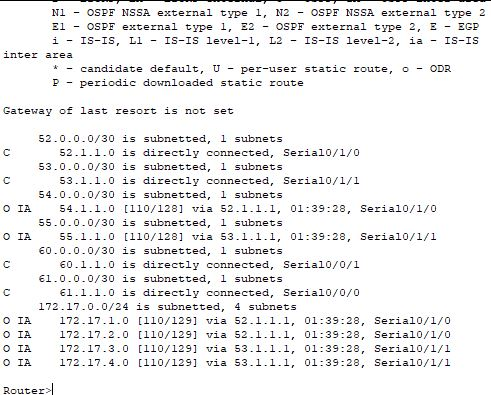 N1 - OSPF NSSA external type 1, N2 - OSPF NSSA external type 2
E1 - OSPF external type 1, E2 - OSPF external type 2, E - EGP
i - IS-IS, L1 - IS-IS level-1, L2 - IS-IS level-2, ia - IS-IS
inter area
* - candidate default, U - per-user static route, o - ODR
P - periodic downloaded static route
Gateway of last resort is not set
52.0.0.0/30 is subnetted, 1 subnets
C 52.1.1.0 is directly connected, Serial0/1/0
53.0.0.0/30 is subnetted, 1 subnets
C 53.1.1.0 is directly connected, Serial0/1/1
54.0.0.0/30 is subnetted, 1 subnets
O IA 54.1.1.0 [110/128] via 52.1.1.1, 01:39:28, Serial0/1/0
55.0.0.0/30 is subnetted, 1 subnets
O IA 55.1.1.0 [110/128] via 53.1.1.1, 01:39:28, Serial0/1/1
60.0.0.0/30 is subnetted, 1 subnets
C 60.1.1.0 is directly connected, Serial0/0/1
61.0.0.0/30 is subnetted, 1 subnets
C 61.1.1.0 is directly connected, Serial0/0/0
172.17.0.0/24 is subnetted, 4 subnets
O IA 172.17.1.0 [110/129] via 52.1.1.1, 01:39:28, Serial0/1/0
O IA 172.17.2.0 [110/129] via 52.1.1.1, 01:39:28, Serial0/1/0
O IA 172.17.3.0 [110/129] via 53.1.1.1, 01:39:28, Serial0/1/1
O IA 172.17.4.0 [110/129] via 53.1.1.1, 01:39:28, Serial0/1/1
Router>